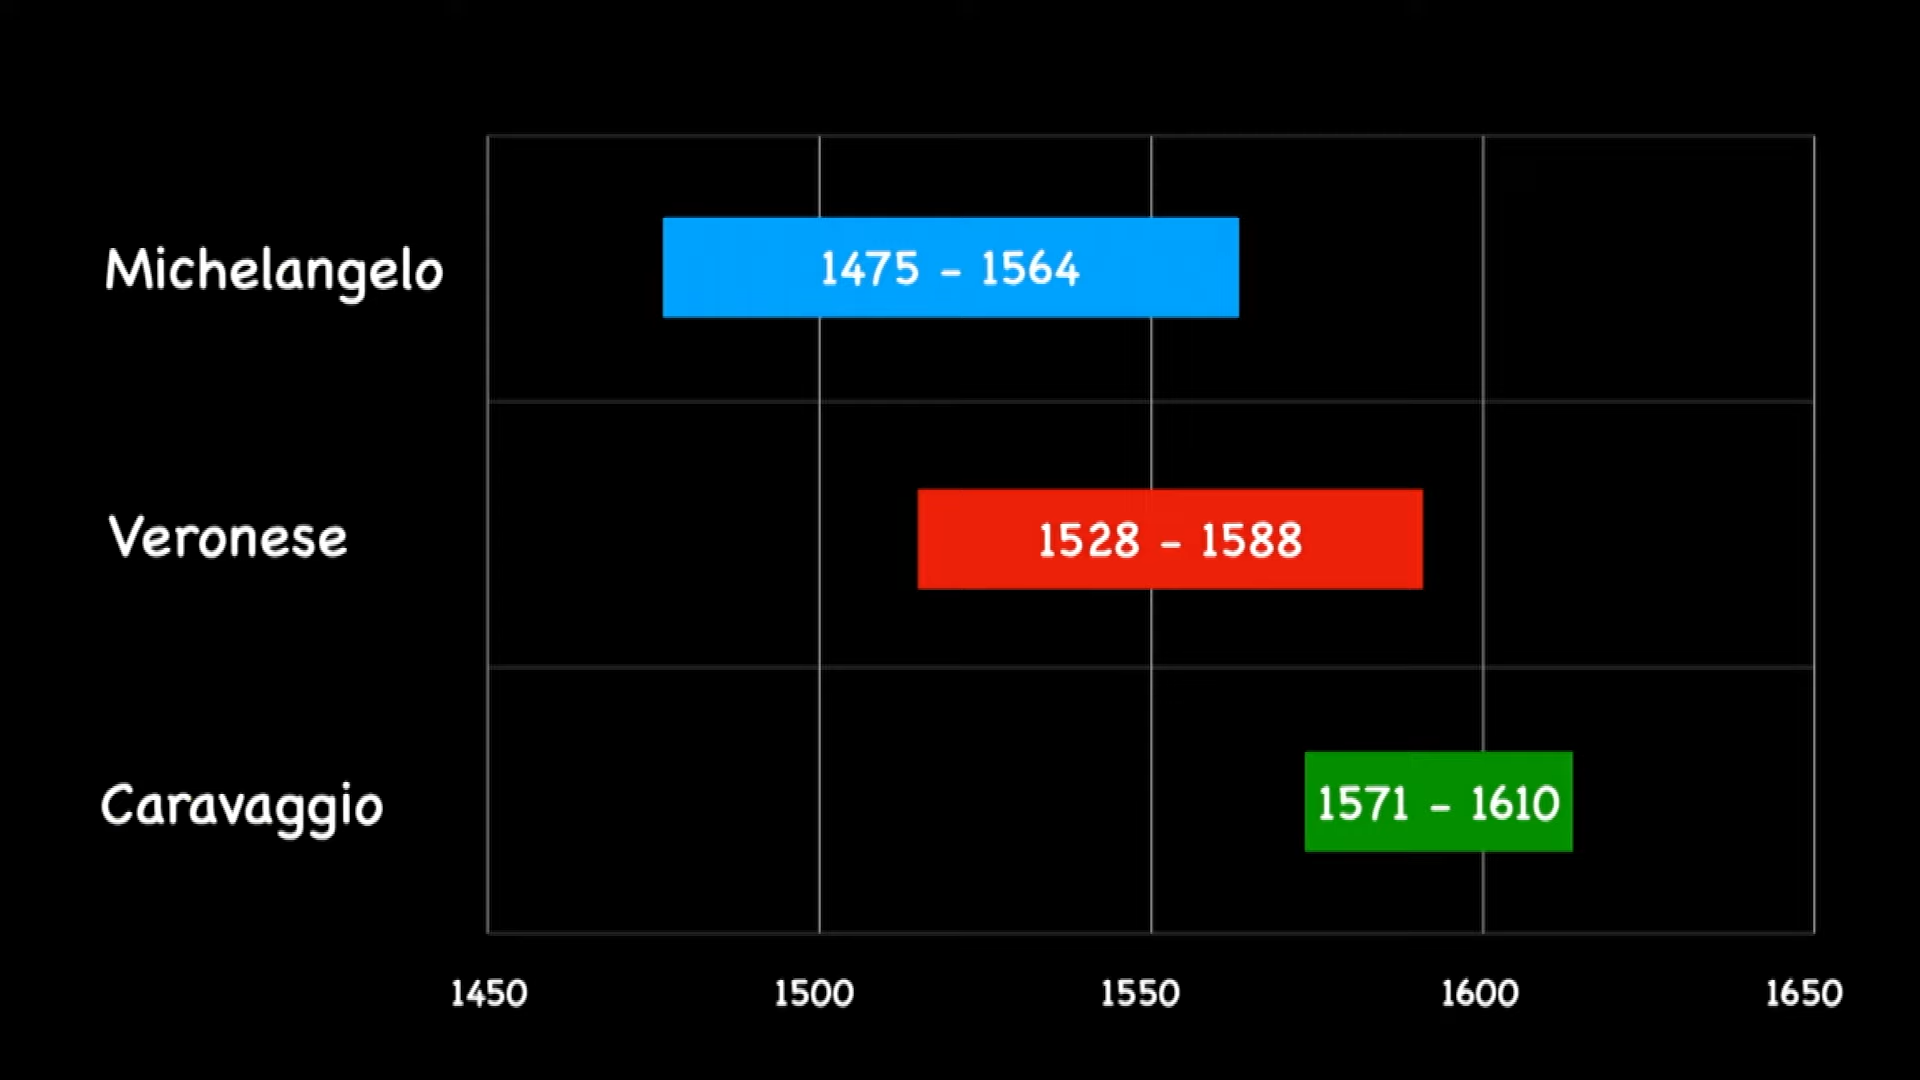 Michelangelo
1475 - 1564
Veronese
1528 - 1588
Caravaggio
1571 - 1610
1450 1500 1550 1600 1650